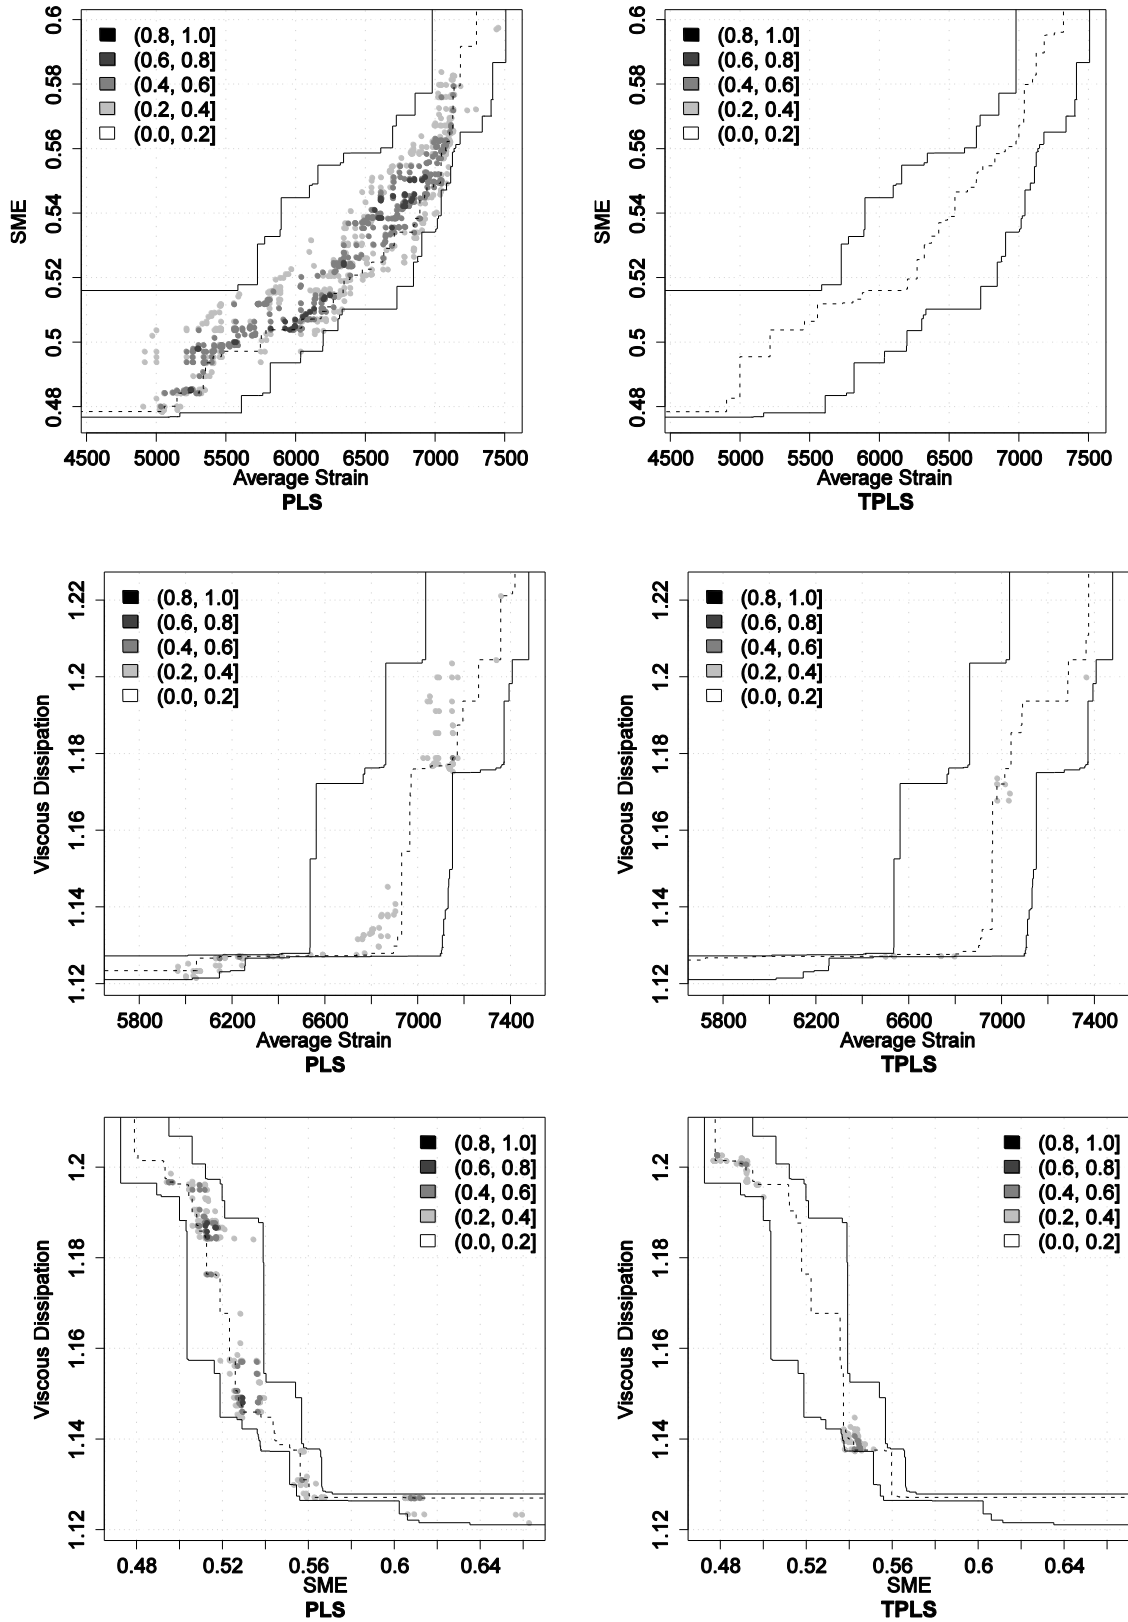 0.6
0.58
0.56
0.54
0.52
0.5
0.48
SME
(0.8, 1.0]
(0.6, 0.8]
(0.4, 0.6]
(0.2, 0.4]
(0.0, 0.2]
4500 5000 5500 6000 6500 7000 7500
Average Strain
PLS
0.6
0.58
0.56
0.54
0.52
0.5
0.48
SME
(0.8, 1.0]
(0.6, 0.8]
(0.4, 0.6]
(0.2, 0.4]
(0.0, 0.2]
4500 5000 5500 6000 6500 7000 7500
Average Strain
TPLS
1.22
1.2
1.18
1.16
1.14
1.12
Viscous Dissipation
(0.8, 1.0]
(0.6, 0.8]
(0.4, 0.6]
(0.2, 0.4]
(0.0, 0.2]
5800 6200 6600 7000 7400
Average Strain
PLS
1.22
1.2
1.18
1.16
1.14
1.12
Viscous Dissipation
(0.8, 1.0]
(0.6, 0.8]
(0.4, 0.6]
(0.2, 0.4]
(0.0, 0.2]
5800 6200 6600 7000 7400
Average Strain
TPLS
1.2
1.18
1.16
1.14
1.12
Viscous Dissipation
(0.8, 1.0]
(0.6, 0.8]
(0.4, 0.6]
(0.2, 0.4]
(0.0, 0.2]
0.48 0.52 0.56 0.6 0.64
SME
PLS
1.2
1.18
1.16
1.14
1.12
Viscous Dissipation
(0.8, 1.0]
(0.6, 0.8]
(0.4, 0.6]
(0.2, 0.4]
(0.0, 0.2]
0.48 0.52 0.56 0.6 0.64
SME
TPLS